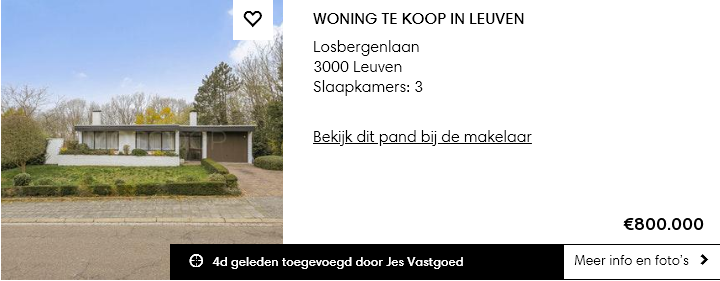 WONING TE KOOP IN LEUVEN
Losbergenlaan
3000 Leuven
Slaapkamers: 3
Bekijk dit pand bij de makelaar
€800.000
4d geleden toegevoegd door Jes Vastgoed
Meer info en foto's